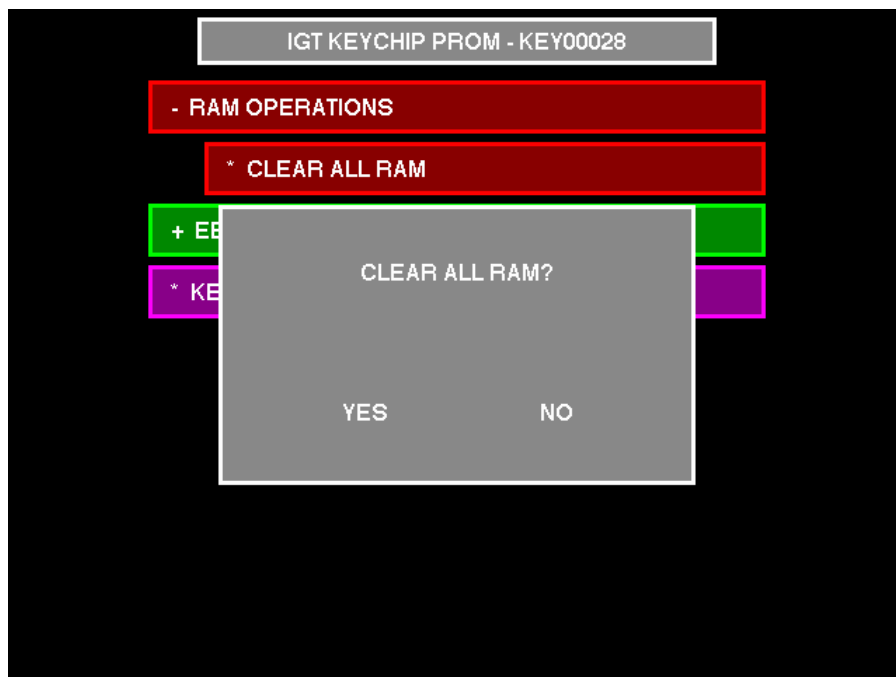 IGT KEYCHIP PROM - KEY00028
- RAM OPERATIONS
* CLEAR ALL RAM
+ EE
* KE
CLEAR ALL RAM?
YES NO